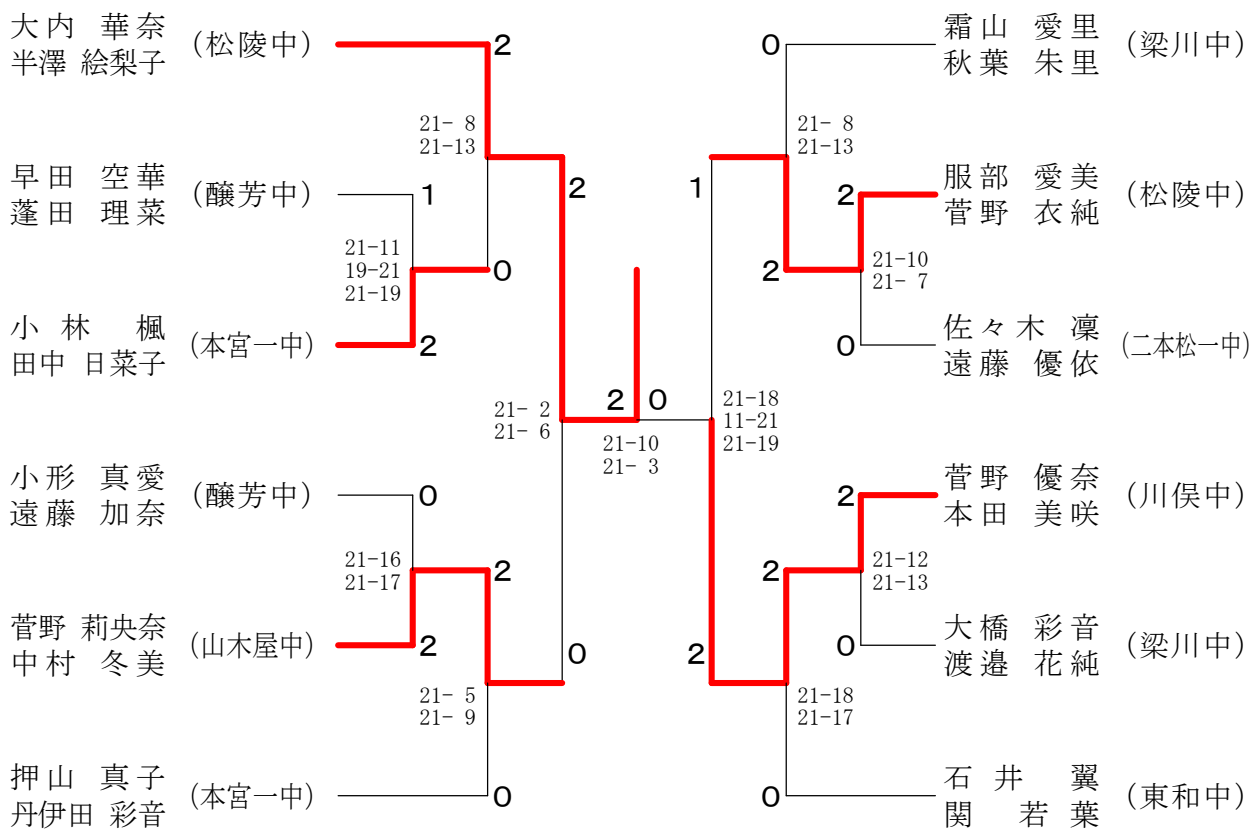 大内 華奈
半澤 絵梨子
(松陵中)
2
21- 8
21-13
早田 空華
蓬田 理菜
(醸芳中)
1
21-11
19-21
21-19
0
小林 楓
田中 日菜子
(本宮一中)
2
2
21- 2
21- 6
小形 真愛
遠藤 加奈
(醸芳中)
0
21-16
21-17
2
菅野 莉央奈
中村 冬美
(山木屋中)
2
0
21- 5
21- 9
押山 真子
丹伊田 彩音
(本宮一中)
0
2 0
21-10
21- 3
0
霜山 愛里
秋葉 朱里
(梁川中)
21- 8
21-13
1
2
服部 愛美
菅野 衣純
(松陵中)
2
21-10
21- 7
0
佐々木 凜
遠藤 優依
(二本松一中)
21-18
11-21
21-19
2
菅野 優奈
本田 美咲
(川俣中)
2
21-12
21-13
0
大橋 彩音
渡邉 花純
(梁川中)
2
21-18
21-17
0
石井 翼
関 若葉
(東和中)